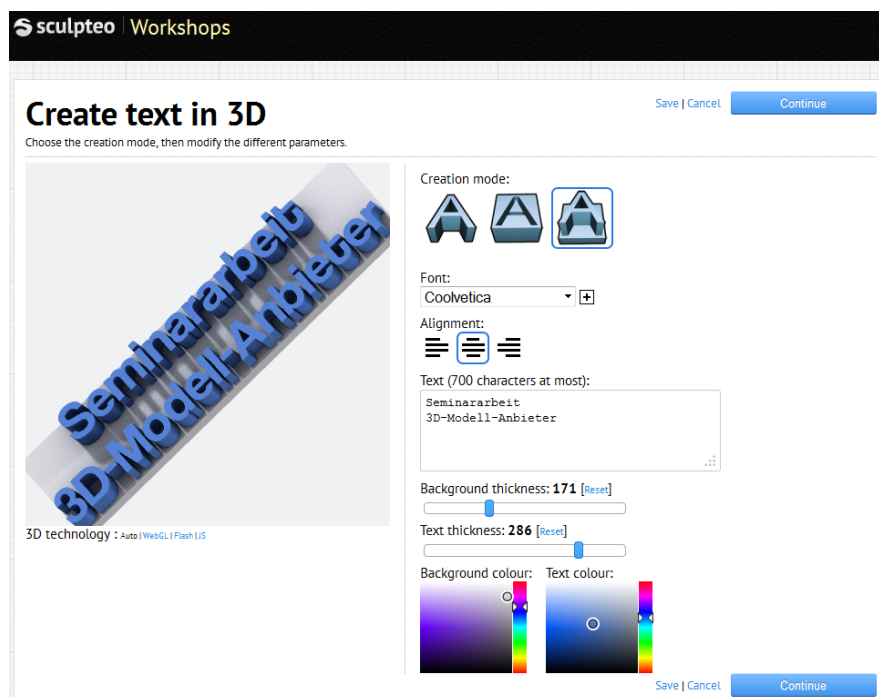 sculpteo Workshops
Create text in 3D
Save | Cancel
Continue
Choose the creation mode, then modify the different parameters.
Seminararbeit
3D-Modell-Anbieter
3D technology : Auto | WebGL | Flash | JS
Creation mode:
A A A
Font:
Coolvetica
Alignment:
Text (700 characters at most):
Seminararbeit
3D-Modell-Anbieter
Background thickness: 171 [Reset]
Text thickness: 286 [Reset]
Background colour: Text colour:
Save | Cancel
Continue